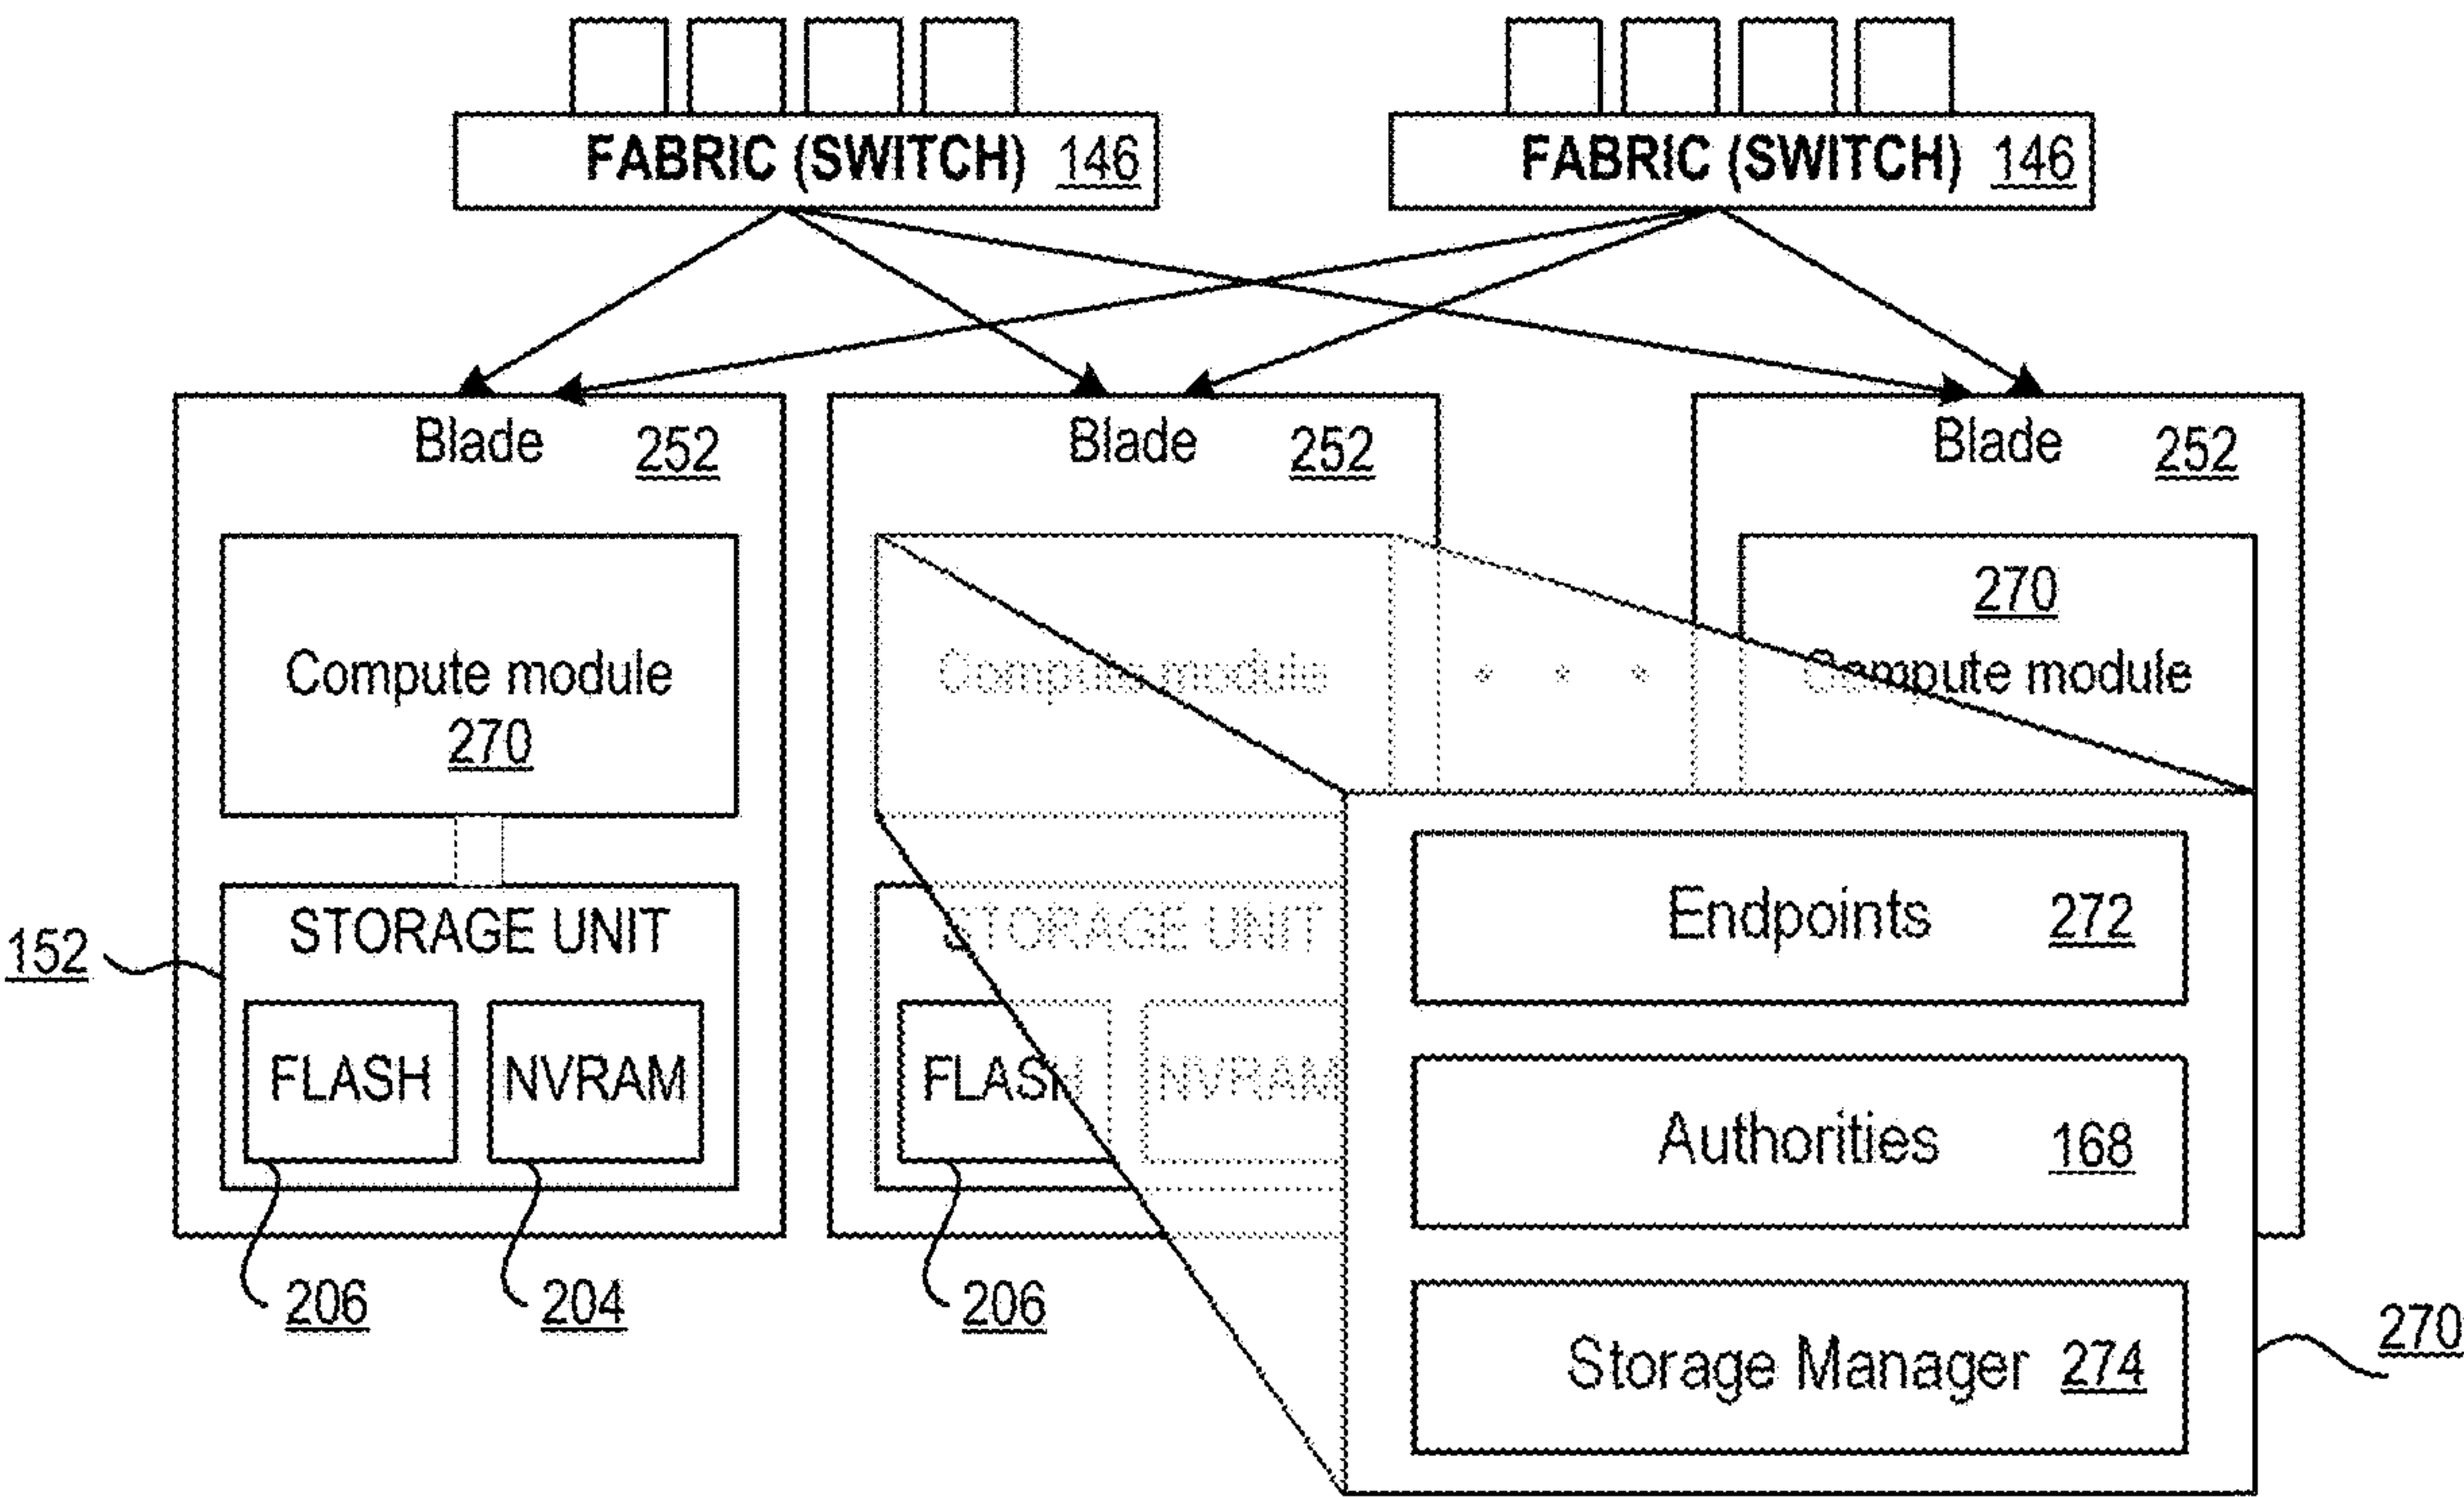 FABRIC (SWITCH) 146
FABRIC (SWITCH) 146
Blade 252
Blade 252
Blade 252
Compute module
270
Compute module
270
Compute module
STORAGE UNIT
152
FLASH
NVRAM
206
204
STORAGE UNIT
FLASH
NVRAM
206
Endpoints 272
Authorities 168
Storage Manager 274
270